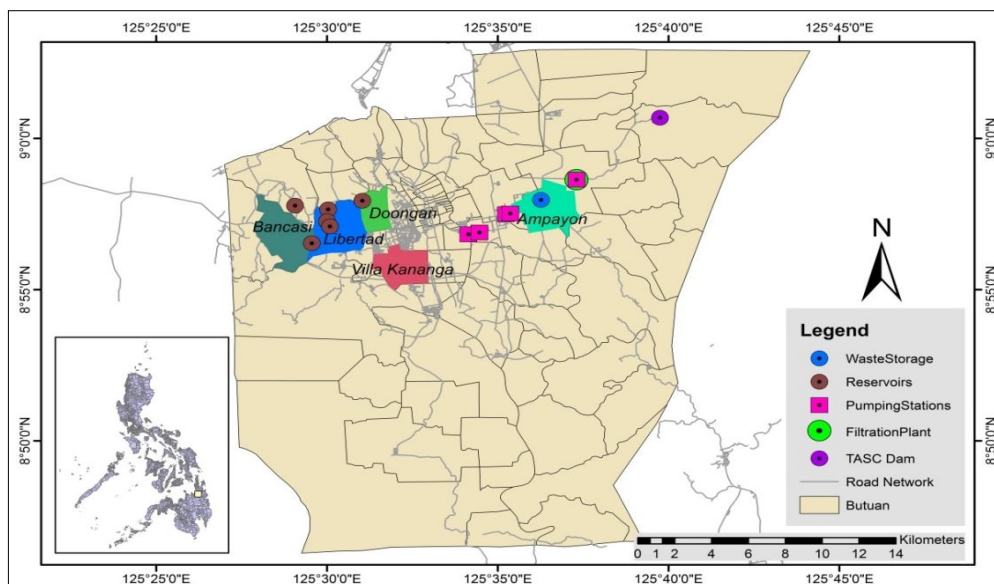 125°25'0"E 125°30'0"E 125°35'0"E 125°40'0"E 125°45'0"E
9°0'0"N 9°0'0"N
Doongan
Bancasi
Libertad
Ampayon
Villa Kananga
8°55'0"N 8°55'0"N
N
Legend
WasteStorage
Reservoirs
PumpingStations
FiltrationPlant
TASC Dam
Road Network
Butuan
8°50'0"N 8°50'0"N
Kilometers
0 1 2 4 6 8 10 12 14
125°25'0"E 125°30'0"E 125°35'0"E 125°40'0"E 125°45'0"E